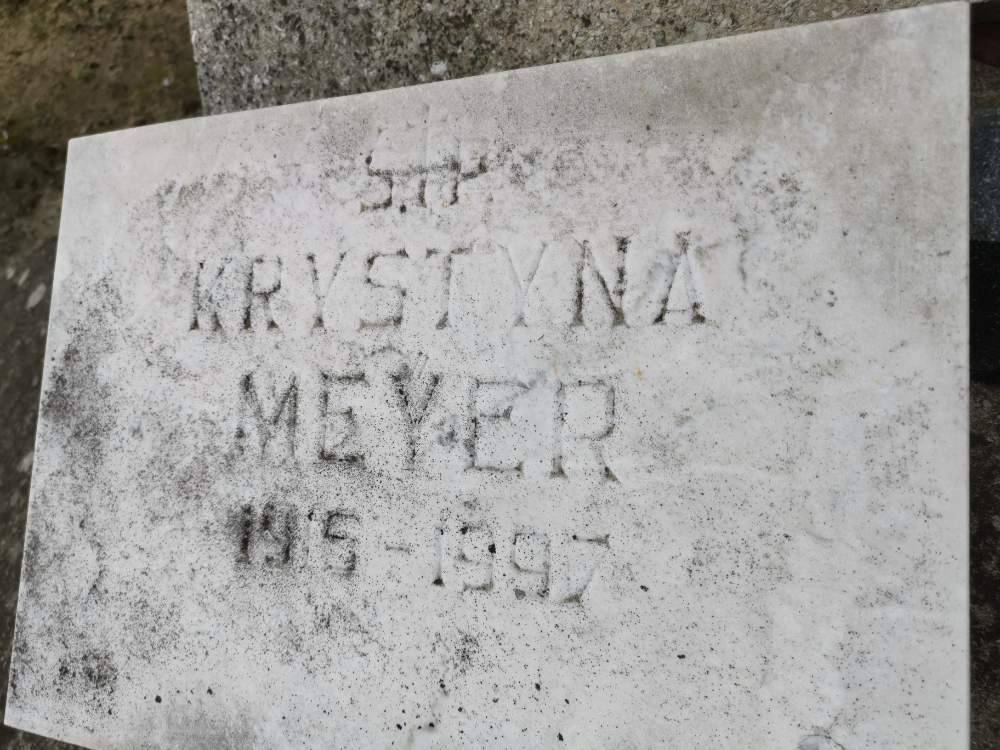 Ś.†P.
KRYSTYNA
MEYER
1915-1997